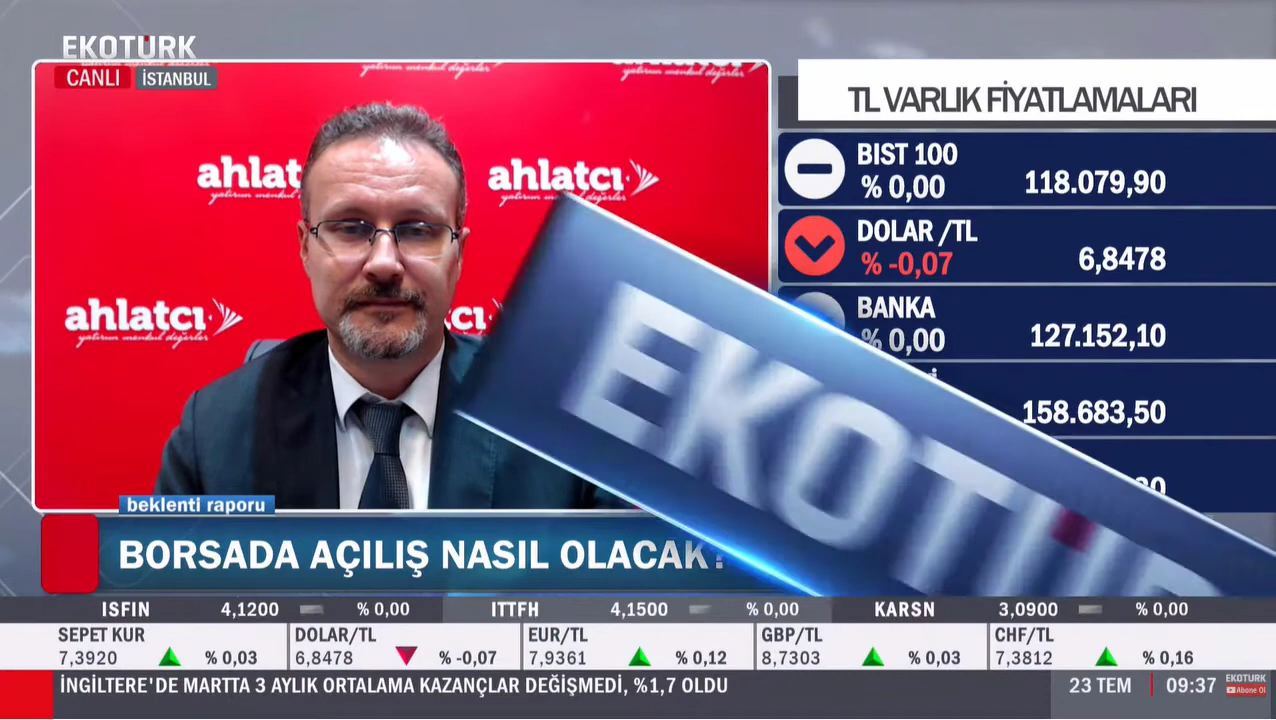 EKOTÜRK
CANLI İSTANBUL
ahlatcı
yatırım menkul değerler
ahlatcı
yatırım menkul değerler
TL VARLIK FİYATLAMALARI
BIST 100
% 0,00 118.079,90
DOLAR /TL
% -0,07 6,8478
BANKA
% 0,00 127.152,10
158.683,50
EKOTÜR
beklenti raporu
BORSADA AÇILIŞ NASIL OLACAK?
ISFIN 4,1200 % 0,00 ITTFH 4,1500 % 0,00 KARSN 3,0900 % 0,00
SEPET KUR DOLAR/TL EUR/TL GBP/TL CHF/TL
7,3920 % 0,03 6,8478 % -0,07 7,9361 % 0,12 8,7303 % 0,03 7,3812 % 0,16
İNGİLTERE'DE MARTTA 3 AYLIK ORTALAMA KAZANÇLAR DEĞİŞMEDİ, %1,7 OLDU
23 TEM 09:37 EKOTÜRK
Abone Ol